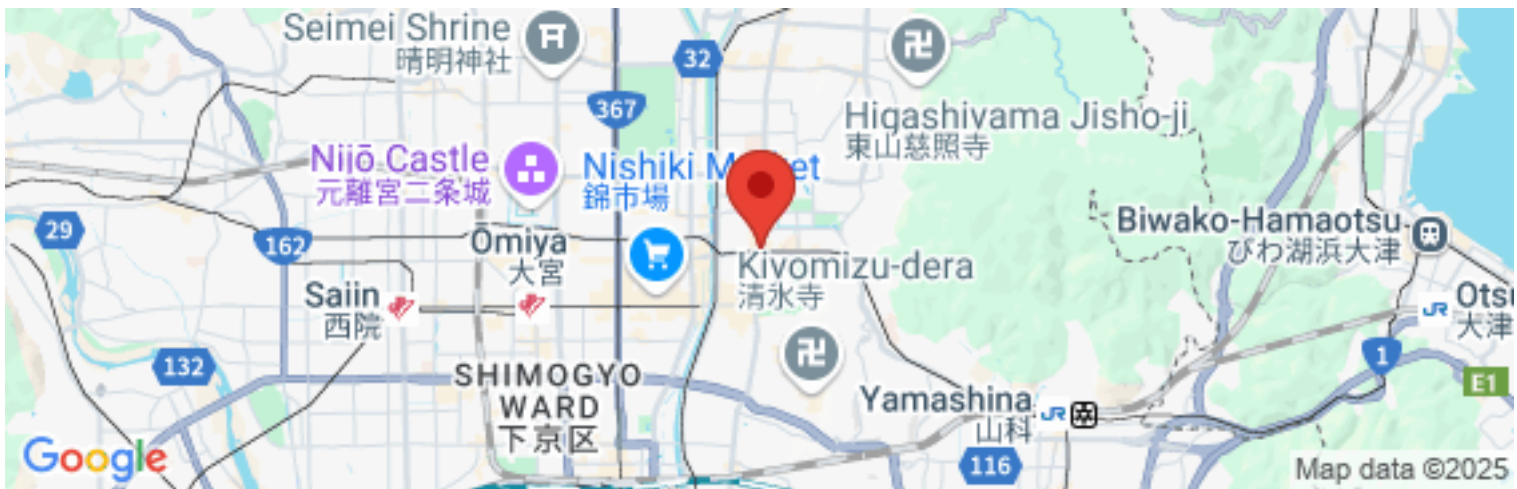 Seimei Shrine
晴明神社
32
367
Higashiyama Jisho-ji
東山慈照寺
Nijō Castle
元離宮二条城
Nishiki Market
錦市場
29
162
Ōmiya
大宮
Biwako-Hamaotsu
びわ湖浜大津
Kiyomizu-dera
清水寺
Saiin
西院
JR
Otsu
大津
132
1
SHIMOGYO
WARD
下京区
E1
Yamashina
山科
JR
116
Google
Map data ©2025